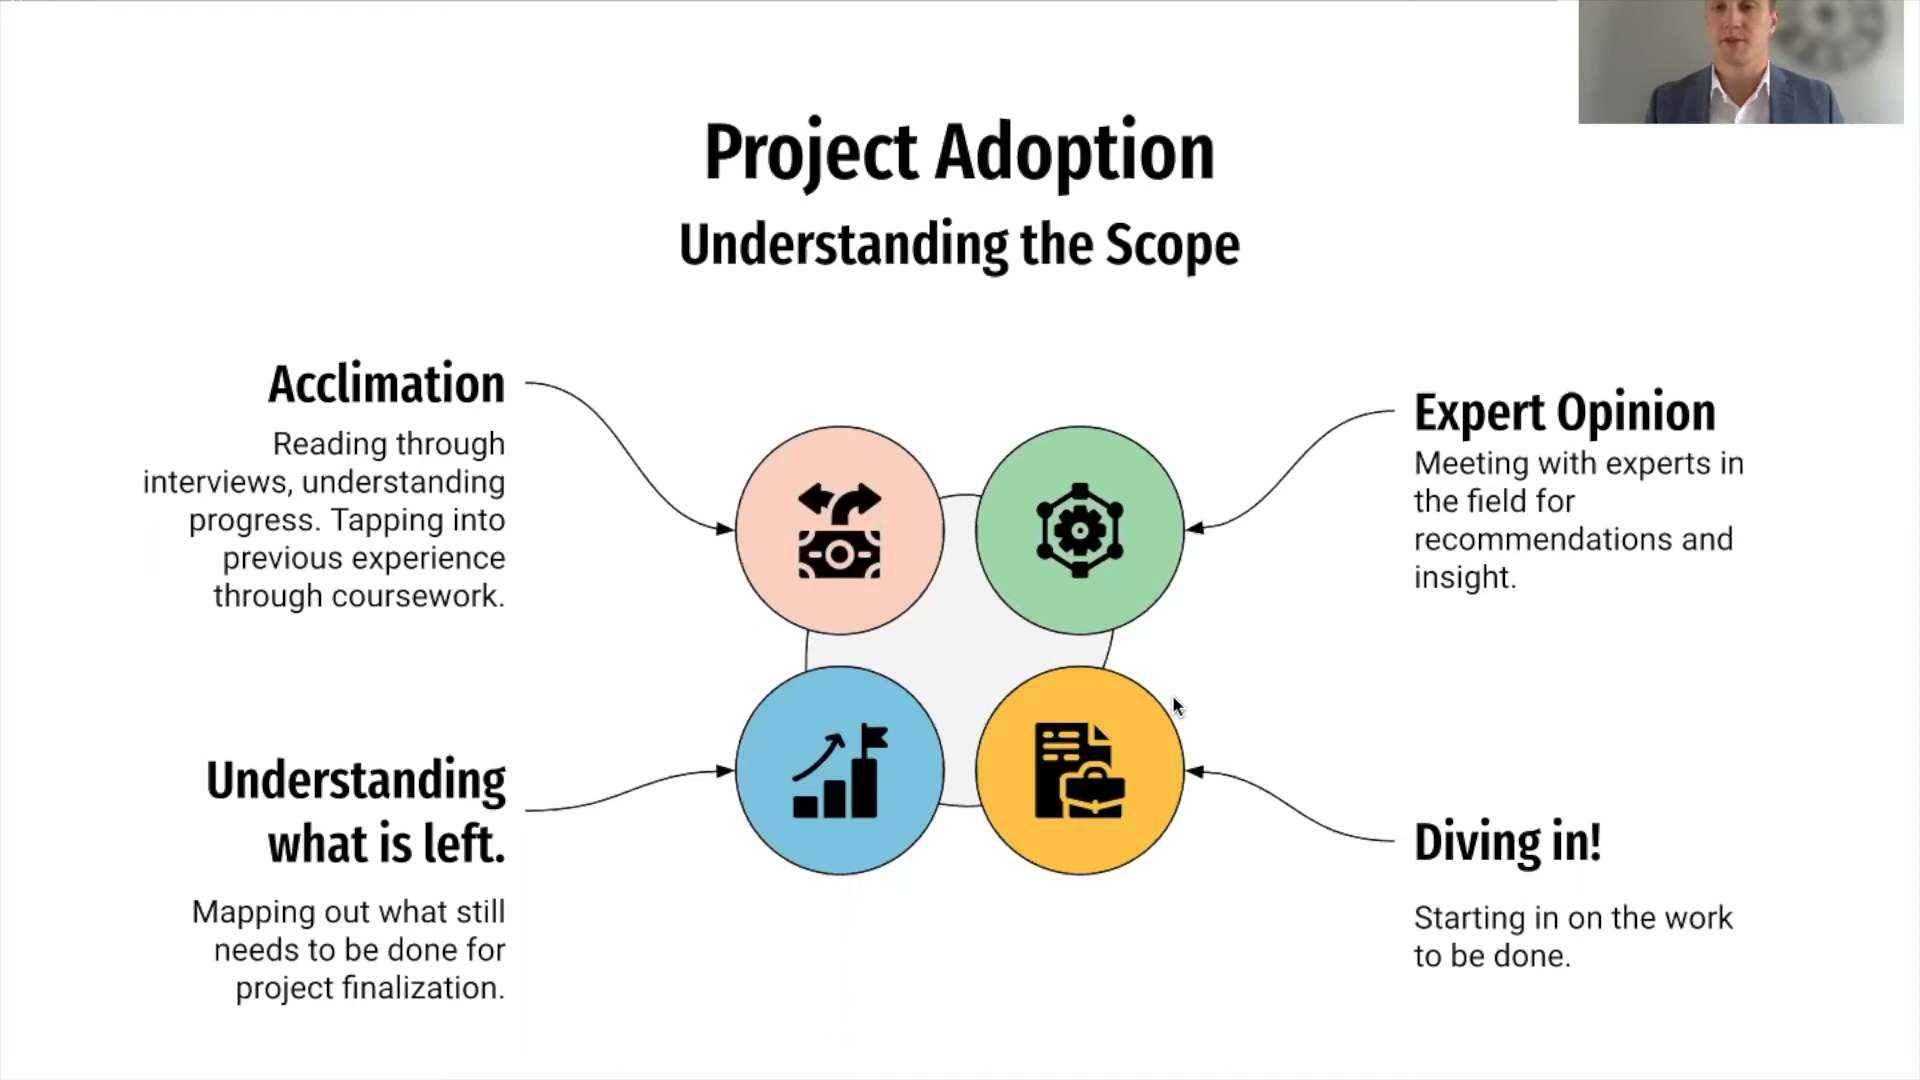 Project Adoption
Understanding the Scope
Acclimation
Reading through
interviews, understanding
progress. Tapping into
previous experience
through coursework.
Expert Opinion
Meeting with experts in
the field for
recommendations and
insight.
Understanding
what is left.
Mapping out what still
needs to be done for
project finalization.
Diving in!
Starting in on the work
to be done.